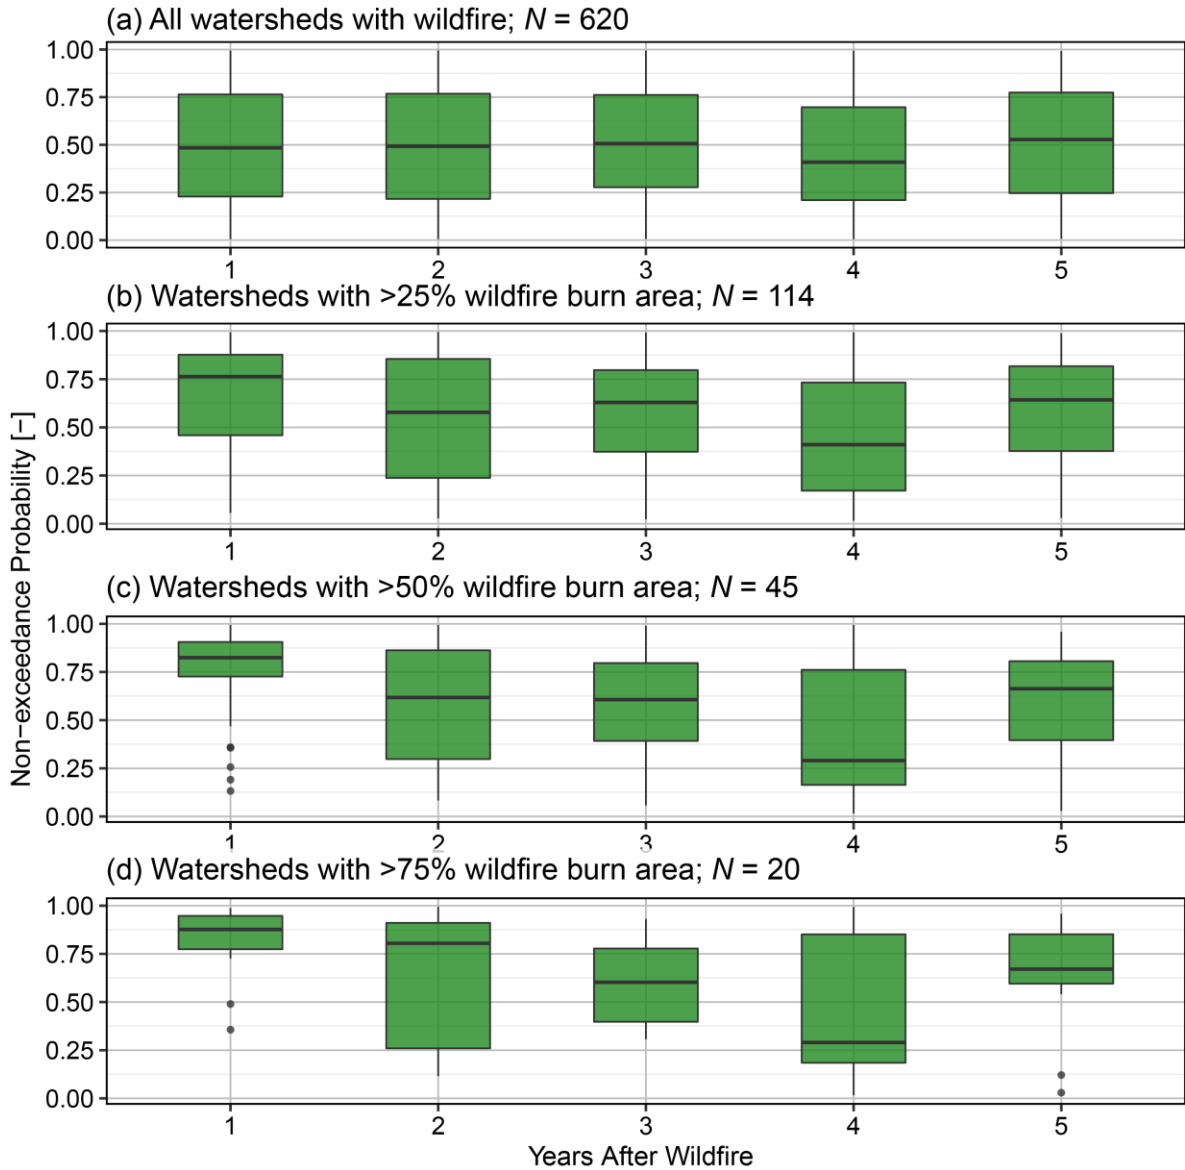 (a) All watersheds with wildfire; N = 620
1.00
0.75
0.50
0.25
0.00
1 2 3 4 5
(b) Watersheds with >25% wildfire burn area; N = 114
1.00
0.75
0.50
0.25
0.00
1 2 3 4 5
Non−exceedance Probability [−]
(c) Watersheds with >50% wildfire burn area; N = 45
1.00
0.75
0.50
0.25
0.00
1 2 3 4 5
(d) Watersheds with >75% wildfire burn area; N = 20
1.00
0.75
0.50
0.25
0.00
1 2 3 4 5
Years After Wildfire